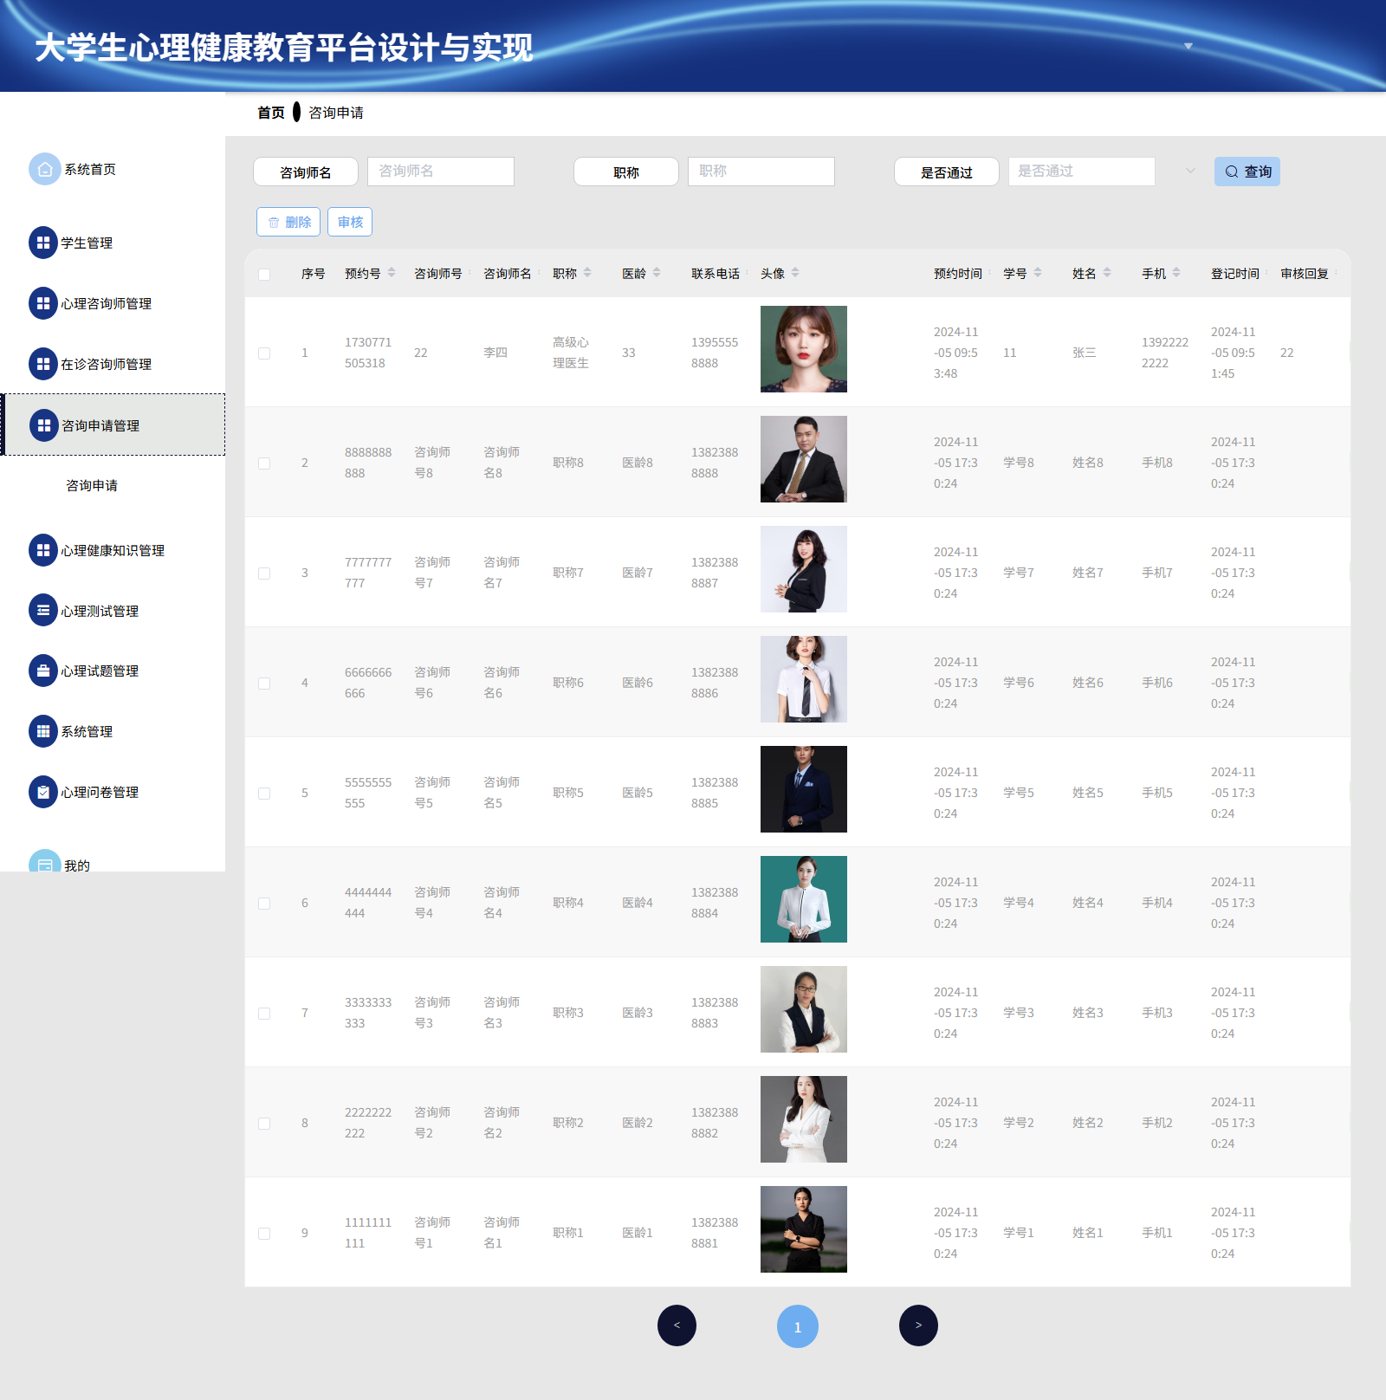 大学生心理健康教育平台设计与实现
首页 咨询申请
系统首页
学生管理
心理咨询师管理
在诊咨询师管理
咨询申请管理
咨询申请
心理健康知识管理
心理测试管理
心理试题管理
系统管理
心理问卷管理
我的
咨询师名 咨询师名 职称 职称 是否通过 是否通过 查询
删除 审核
序号 预约号 咨询师号 咨询师名 职称 医龄 联系电话 头像 预约时间 学号 姓名 手机 登记时间 审核回复
1 1730771505318 22 李四 高级心理医生 33 13955558888 2024-11-05 09:53:48 11 张三 13922222222 2024-11-05 09:51:45 22
2 8888888888 咨询师号8 咨询师名8 职称8 医龄8 13823888888 2024-11-05 17:30:24 学号8 姓名8 手机8 2024-11-05 17:30:24
3 7777777777 咨询师号7 咨询师名7 职称7 医龄7 13823888887 2024-11-05 17:30:24 学号7 姓名7 手机7 2024-11-05 17:30:24
4 6666666666 咨询师号6 咨询师名6 职称6 医龄6 13823888886 2024-11-05 17:30:24 学号6 姓名6 手机6 2024-11-05 17:30:24
5 5555555555 咨询师号5 咨询师名5 职称5 医龄5 13823888885 2024-11-05 17:30:24 学号5 姓名5 手机5 2024-11-05 17:30:24
6 4444444444 咨询师号4 咨询师名4 职称4 医龄4 13823888884 2024-11-05 17:30:24 学号4 姓名4 手机4 2024-11-05 17:30:24
7 3333333333 咨询师号3 咨询师名3 职称3 医龄3 13823888883 2024-11-05 17:30:24 学号3 姓名3 手机3 2024-11-05 17:30:24
8 2222222222 咨询师号2 咨询师名2 职称2 医龄2 13823888882 2024-11-05 17:30:24 学号2 姓名2 手机2 2024-11-05 17:30:24
9 1111111111 咨询师号1 咨询师名1 职称1 医龄1 13823888881 2024-11-05 17:30:24 学号1 姓名1 手机1 2024-11-05 17:30:24
< 1 >